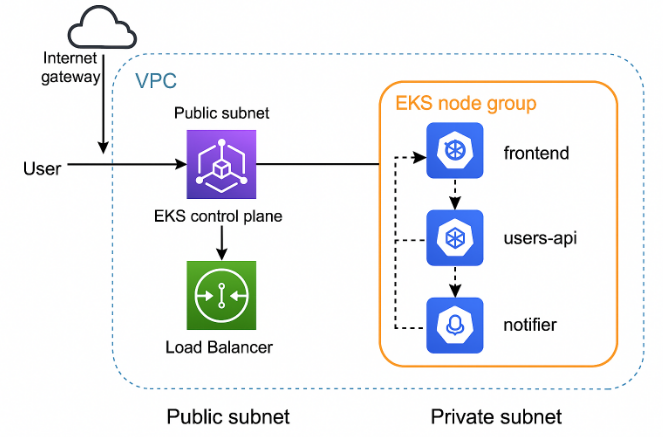 Internet
gateway
VPC
Public subnet
EKS node group
frontend
User
EKS control plane
users-api
notifier
Load Balancer
Public subnet
Private subnet